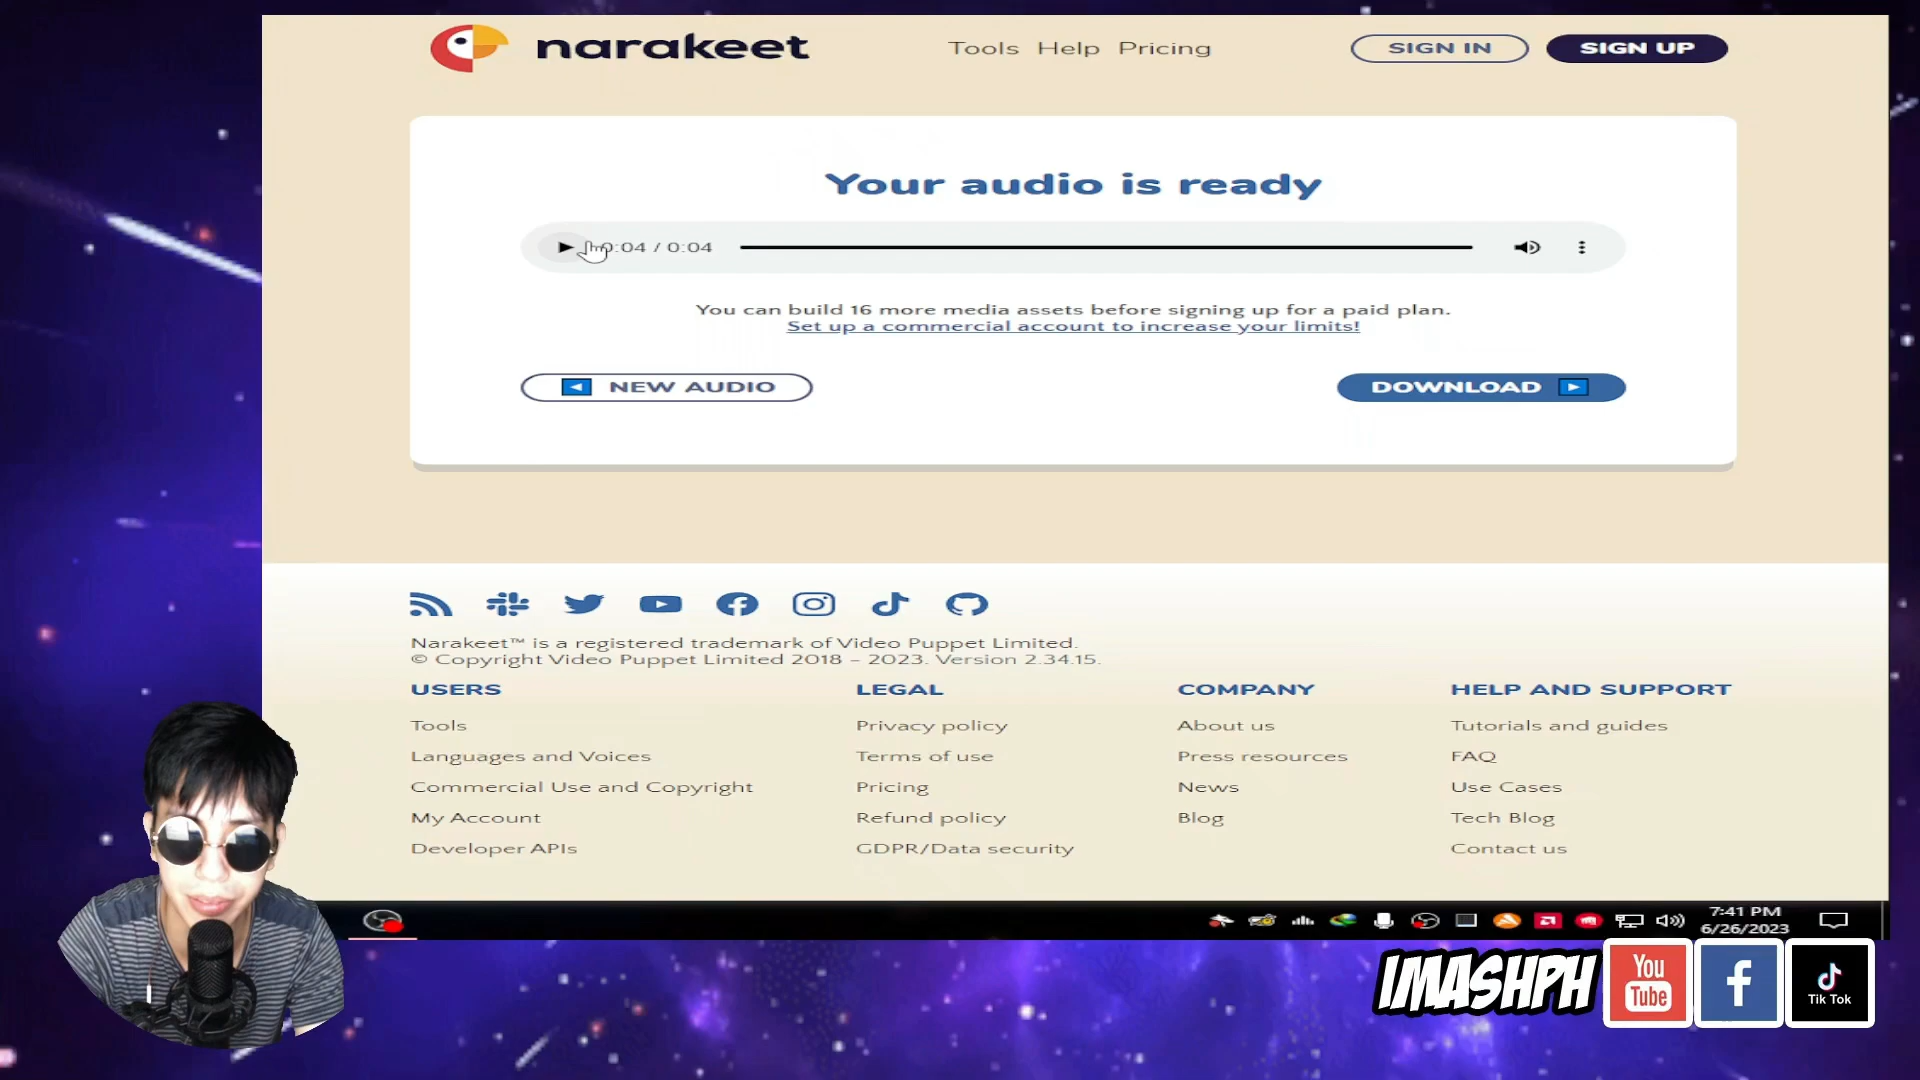 narakeet
Tools Help Pricing
SIGN IN
SIGN UP
Your audio is ready
0:04 / 0:04
You can build 16 more media assets before signing up for a paid plan.
Set up a commercial account to increase your limits!
NEW AUDIO
DOWNLOAD
Narakeet™ is a registered trademark of Video Puppet Limited.
© Copyright Video Puppet Limited 2018 – 2023. Version 2.34.15.
USERS
Tools
Languages and Voices
Commercial Use and Copyright
My Account
Developer APIs
LEGAL
Privacy policy
Terms of use
Pricing
Refund policy
GDPR/Data security
COMPANY
About us
Press resources
News
Blog
HELP AND SUPPORT
Tutorials and guides
FAQ
Use Cases
Tech Blog
Contact us
7:41 PM
6/26/2023
IMASHPH
You
Tube
f
Tik Tok